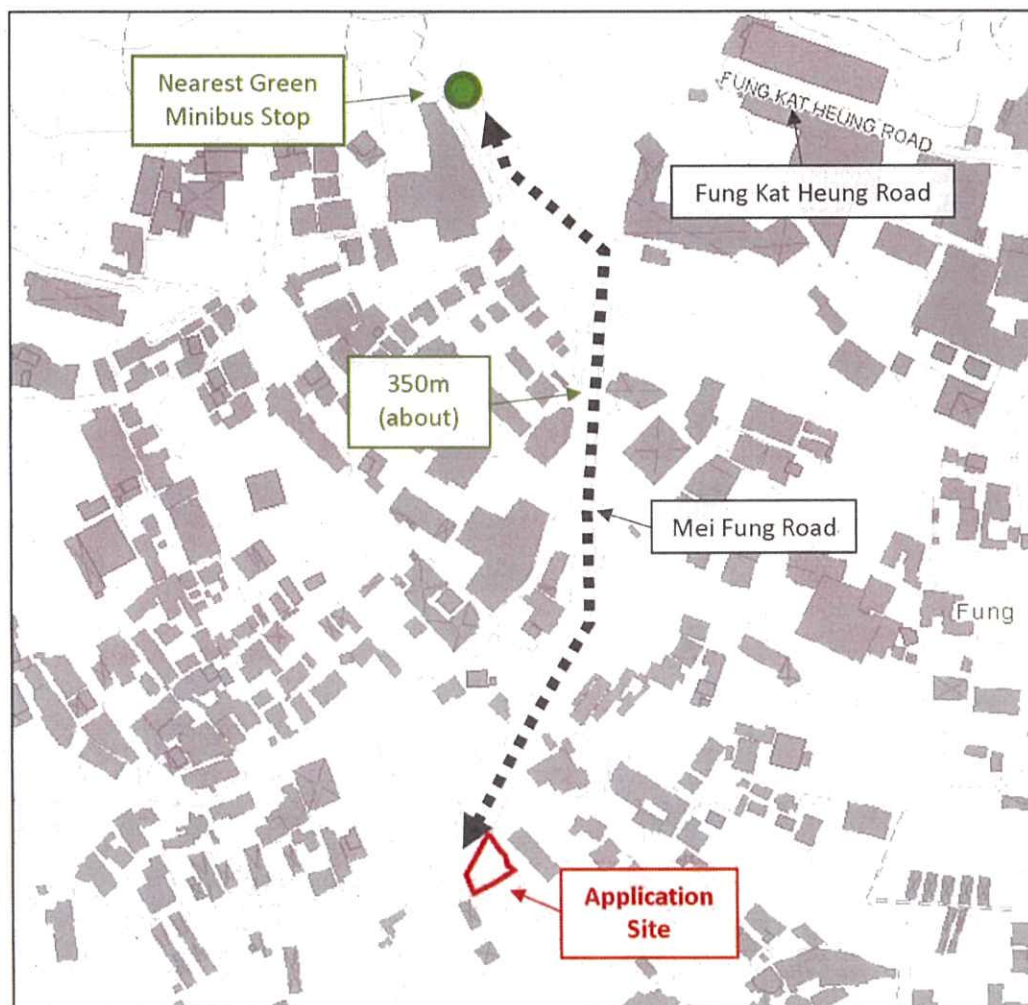 Nearest Green
Minibus Stop
FUNG KAT HEUNG ROAD
Fung Kat Heung Road
350m
(about)
Mei Fung Road
Fung
Application
Site